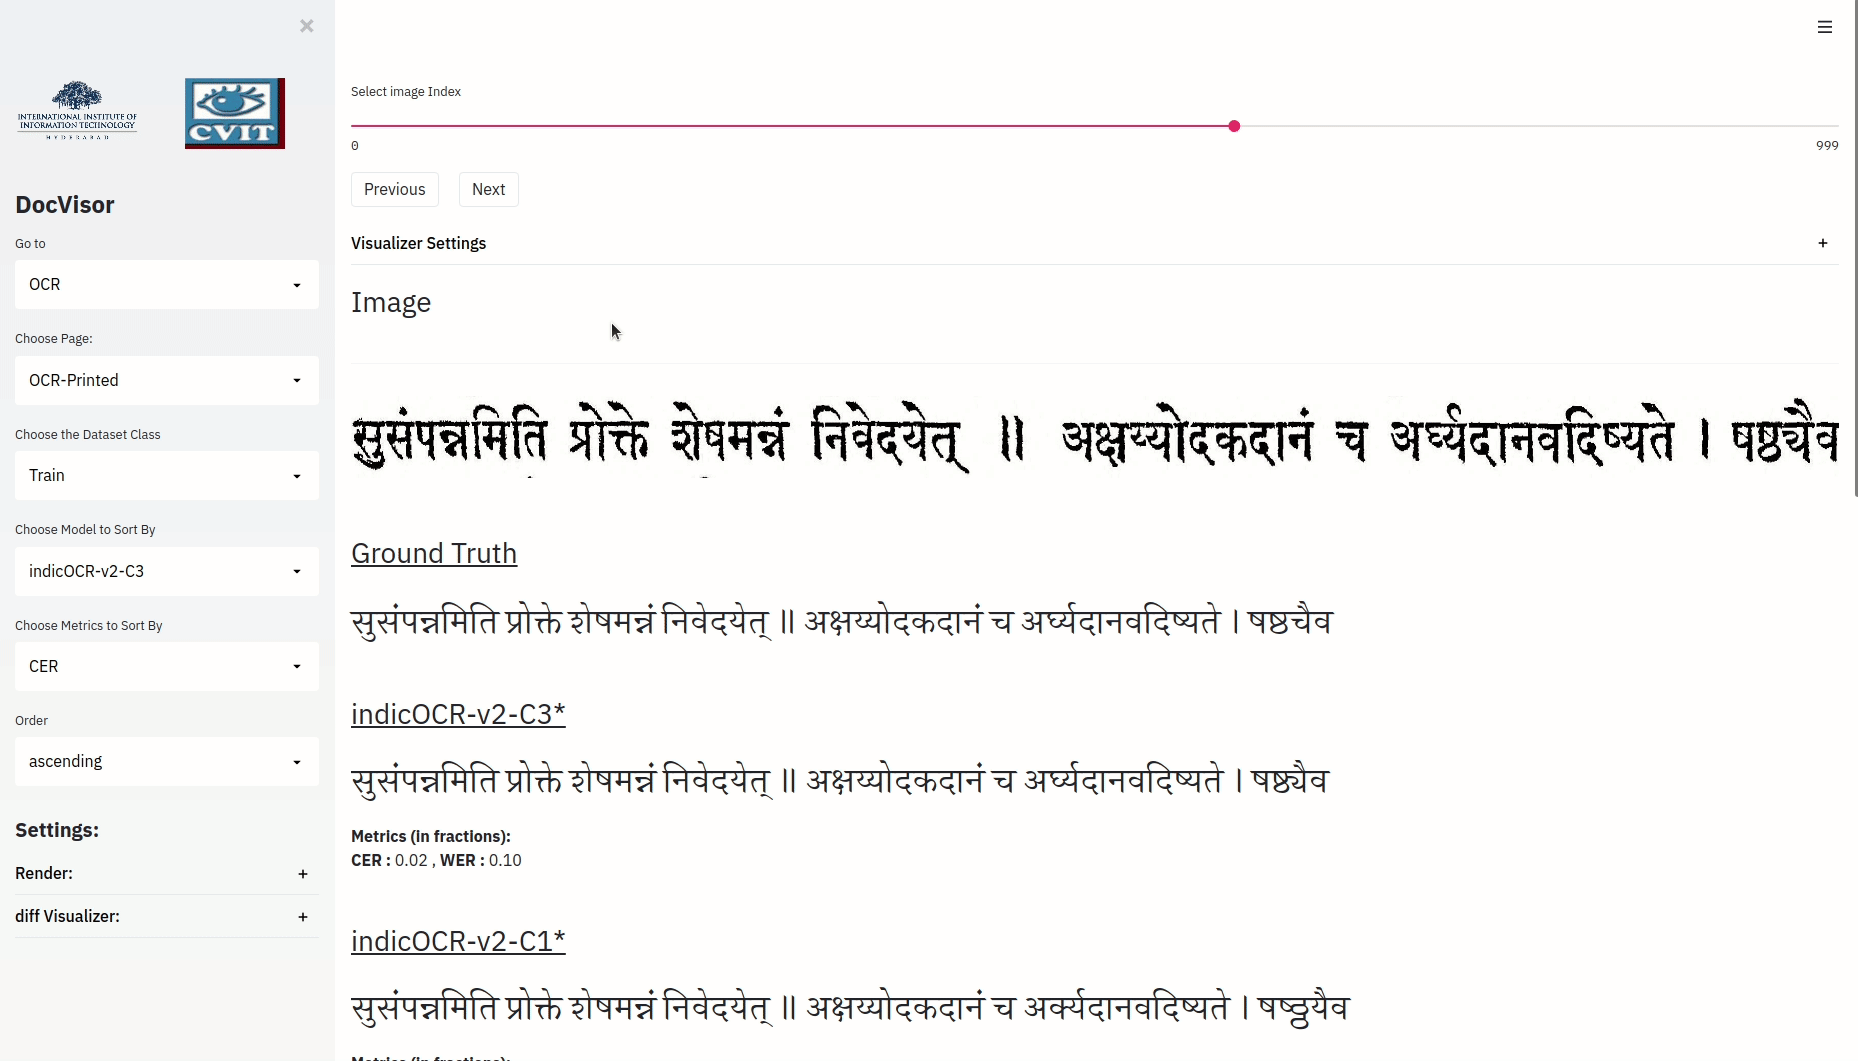 ×
INTERNATIONAL INSTITUTE OF
INFORMATION TECHNOLOGY
HYDERABAD
CVIT
DocVisor
Go to
OCR
Choose Page:
OCR-Printed
Choose the Dataset Class
Train
Choose Model to Sort By
indicOCR-v2-C3
Choose Metrics to Sort By
CER
Order
ascending
Settings:
Render: +
diff Visualizer: +
Select image Index
0 999
Previous Next
Visualizer Settings +
Image
सुसंपन्नमिति प्रोक्ते शेषमन्नं निवेदयेत् ॥ अक्षय्योदकदानं च अर्घ्यदानवदिष्यते । षष्ठ्यैव
Ground Truth
सुसंपन्नमिति प्रोक्ते शेषमन्नं निवेदयेत् ॥ अक्षय्योदकदानं च अर्घ्यदानवदिष्यते । षष्ठचैव
indicOCR-v2-C3*
सुसंपन्नमिति प्रोक्ते शेषमन्नं निवेदयेत् ॥ अक्षय्योदकदानं च अर्घ्यदानवदिष्यते । षष्ठ्यैव
Metrics (in fractions):
CER : 0.02 , WER : 0.10
indicOCR-v2-C1*
सुसंपन्नमिति प्रोक्ते शेषमन्नं निवेदयेत् ॥ अक्षय्योदकदानं च अर्क्यदानवदिष्यते । षष्ठ्ठयैव
Metrics (in fractions):